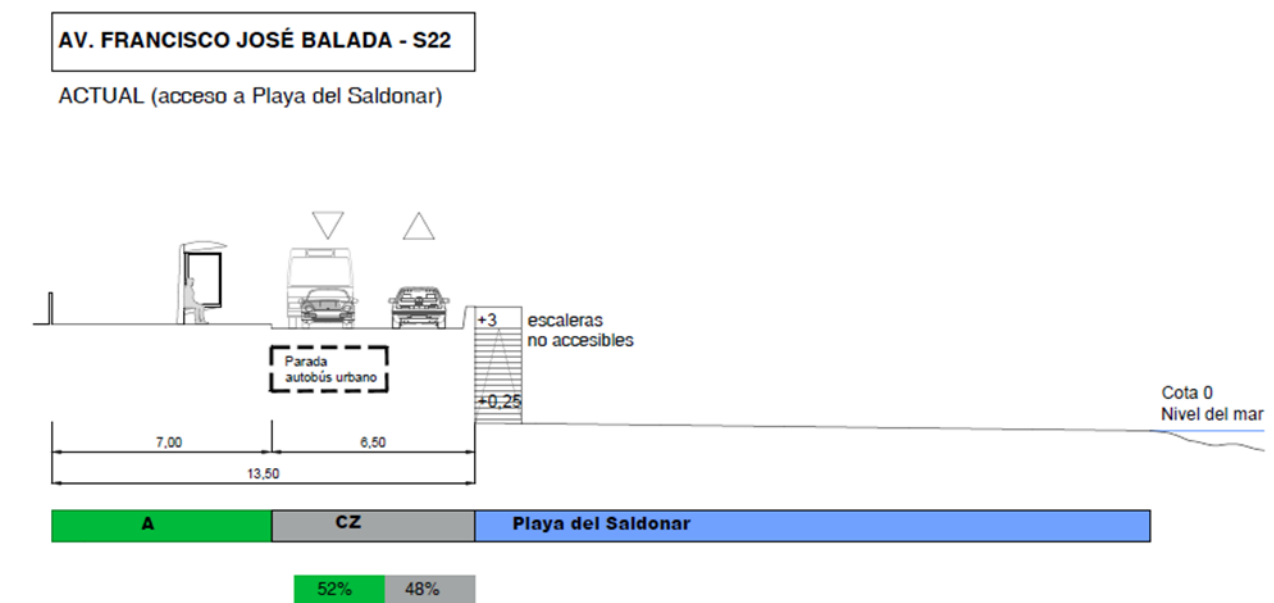 AV. FRANCISCO JOSÉ BALADA - S22
ACTUAL (acceso a Playa del Saldonar)
+3
escaleras
no accesibles
Parada
autobús urbano
+0,25
Cota 0
Nivel del mar
7,00
6,50
13,50
A
CZ
Playa del Saldonar
52%
48%